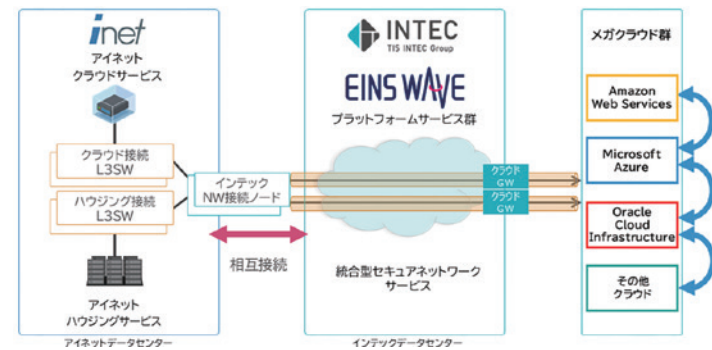 inet
アイネット
クラウドサービス
クラウド接続
L3SW
ハウジング接続
L3SW
アイネット
ハウジングサービス
アイネットデータセンター
インテック
NW接続ノード
相互接続
INTEC
TIS INTEC Group
EINS WAVE
プラットフォームサービス群
クラウド
GW
クラウド
GW
統合型セキュアネットワーク
サービス
インテックデータセンター
メガクラウド群
Amazon
Web Services
Microsoft
Azure
Oracle
Cloud
Infrastructure
その他
クラウド